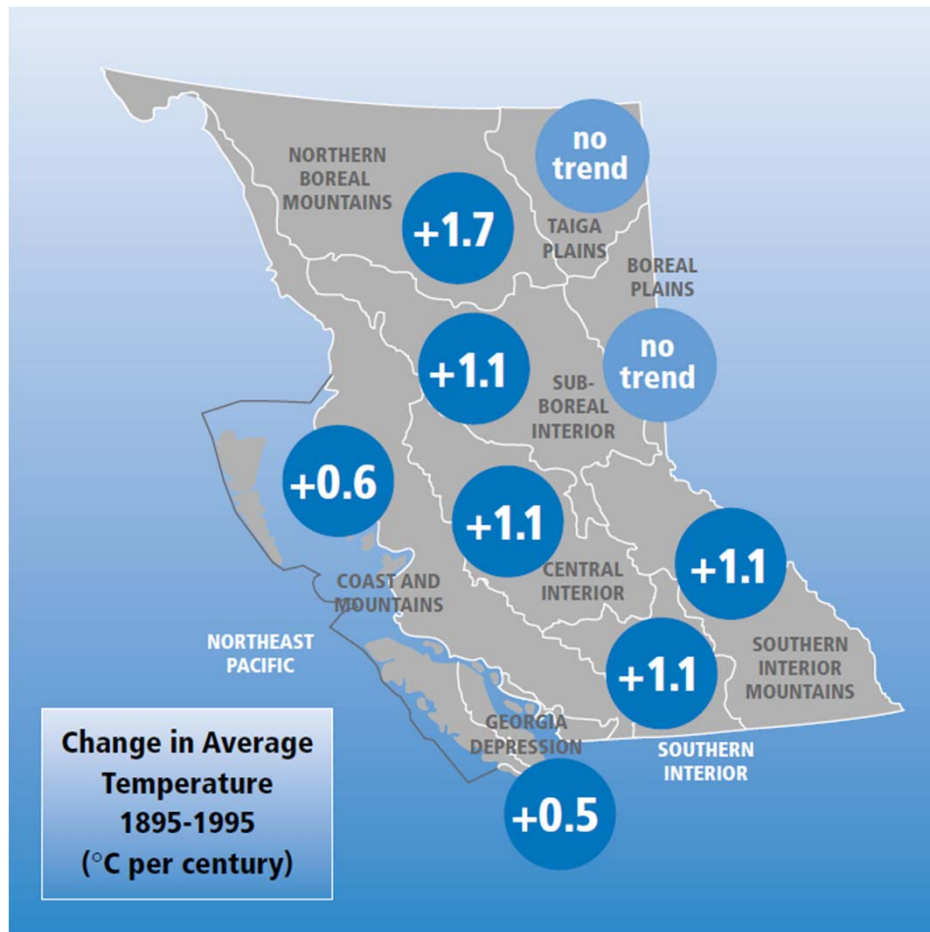 no
trend
NORTHERN
BOREAL
MOUNTAINS
+1.7
TAIGA
PLAINS
BOREAL
PLAINS
no
trend
+1.1
SUB-
BOREAL
INTERIOR
+0.6
+1.1
CENTRAL
INTERIOR
+1.1
COAST AND
MOUNTAINS
NORTHEAST
PACIFIC
+1.1
SOUTHERN
INTERIOR
MOUNTAINS
GEORGIA
DEPRESSION
SOUTHERN
INTERIOR
+0.5
Change in Average
Temperature
1895-1995
(°C per century)